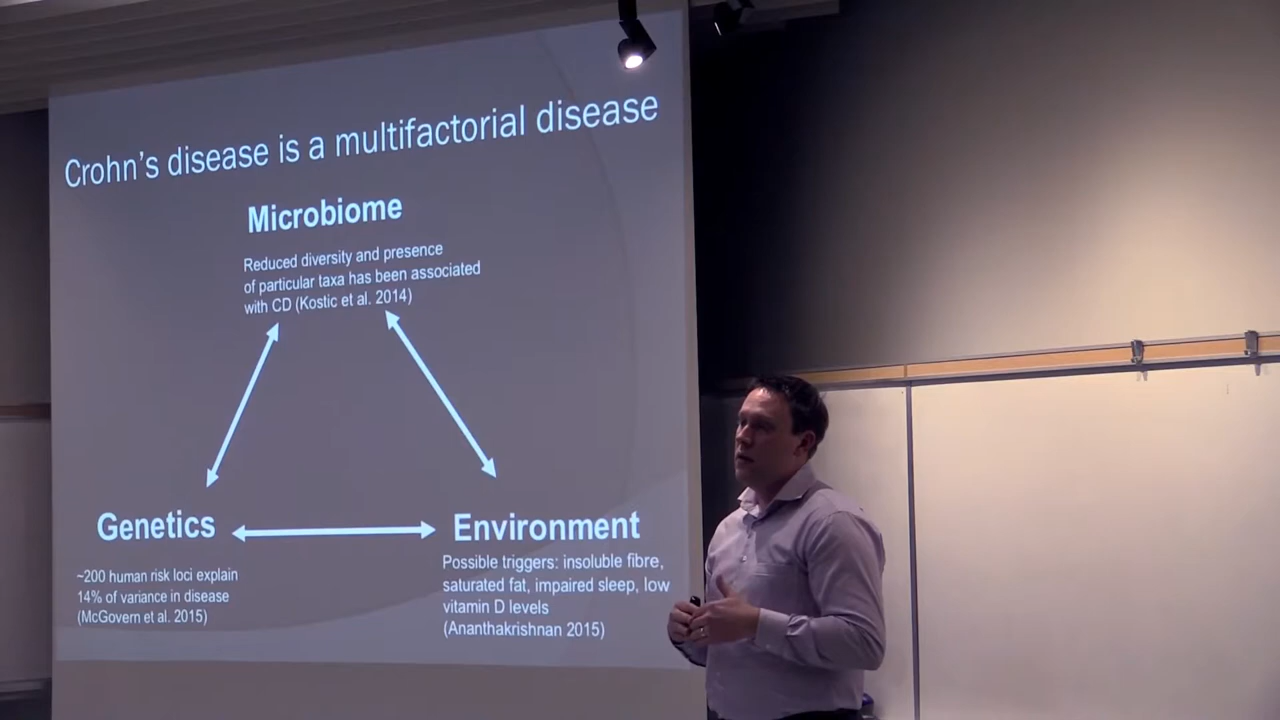 Crohn's disease is a multifactorial disease
Microbiome
Reduced diversity and presence
of particular taxa has been associated
with CD (Kostic et al. 2014)
Genetics
~200 human risk loci explain
14% of variance in disease
(McGovern et al. 2015)
Environment
Possible triggers: insoluble fibre,
saturated fat, impaired sleep, low
vitamin D levels
(Ananthakrishnan 2015)